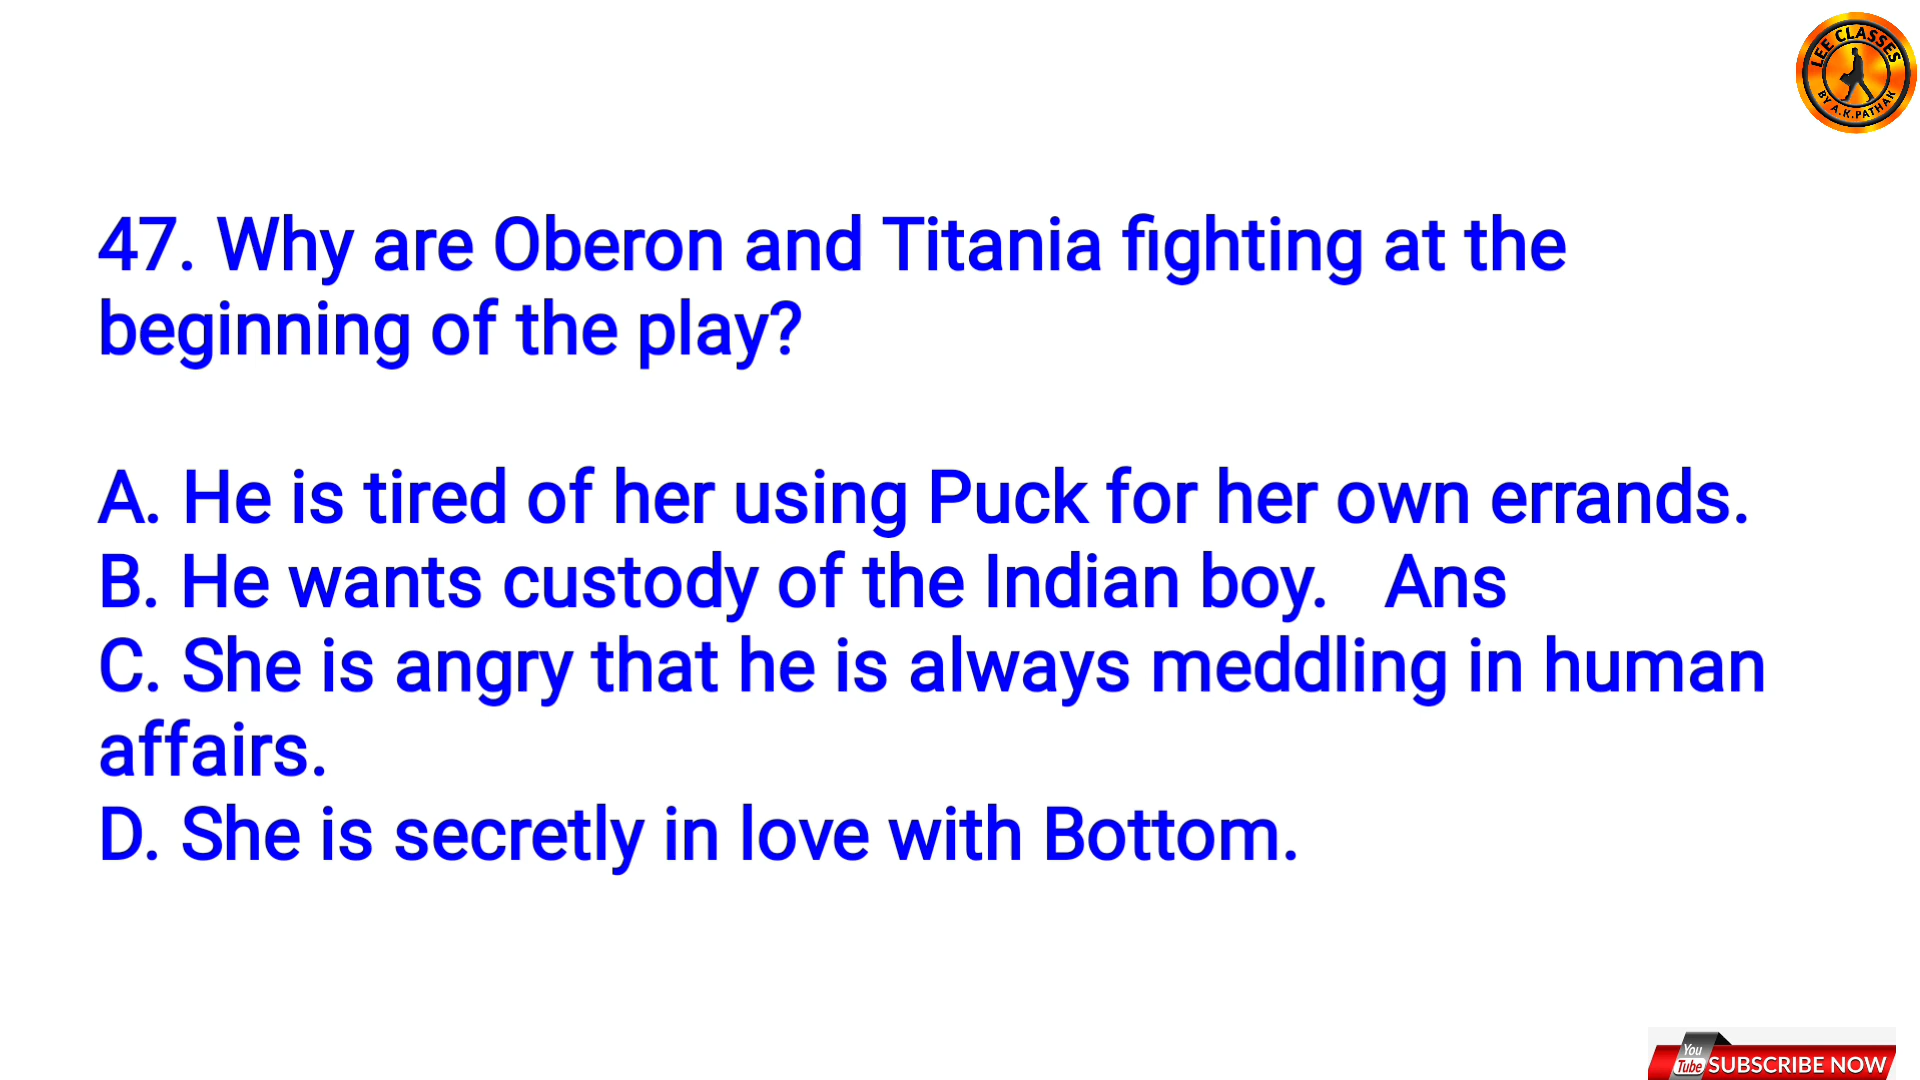 LEE CLASSES
BY A.K.PATHAK
47. Why are Oberon and Titania fighting at the
beginning of the play?
A. He is tired of her using Puck for her own errands.
B. He wants custody of the Indian boy.   Ans
C. She is angry that he is always meddling in human
affairs.
D. She is secretly in love with Bottom.
You
Tube SUBSCRIBE NOW